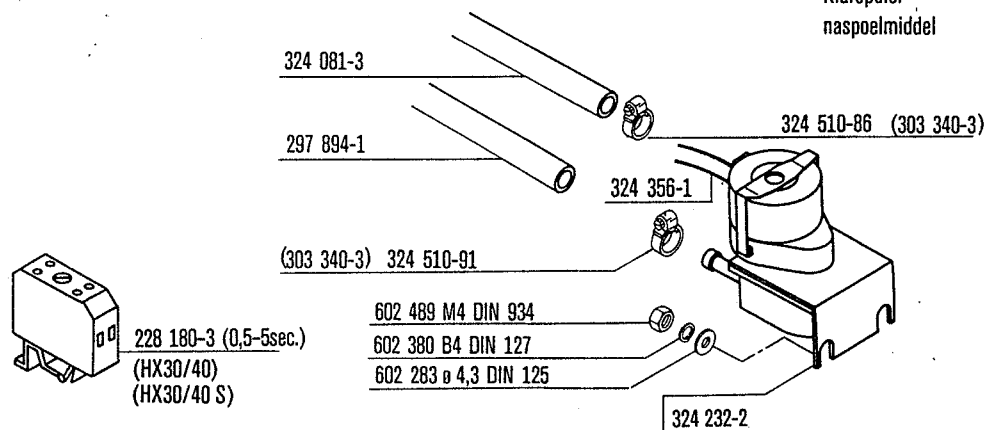 naspoelmiddel
324 081-3
324 510-86 (303 340-3)
297 894-1
324 356-1
(303 340-3) 324 510-91
602 489 M4 DIN 934
228 180-3 (0,5-5sec.)
602 380 B4 DIN 127
(HX30/40)
602 283 ø 4,3 DIN 125
(HX30/40 S)
324 232-2